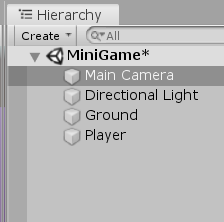 Hierarchy
Create All
MiniGame*
Main Camera
Directional Light
Ground
Player